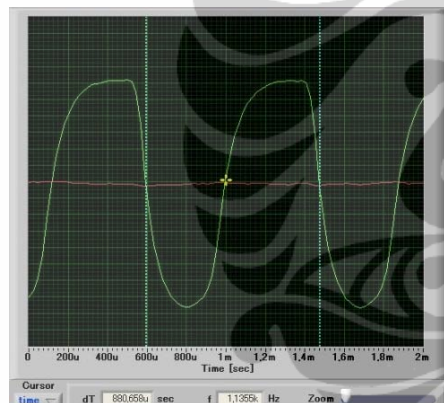 0 200u 400u 600u 800u 1m 1,2m 1,4m 1,6m 1,8m 2m
Time [sec]
Cursor
time dT 880,658u sec f 1,1355k Hz Zoom